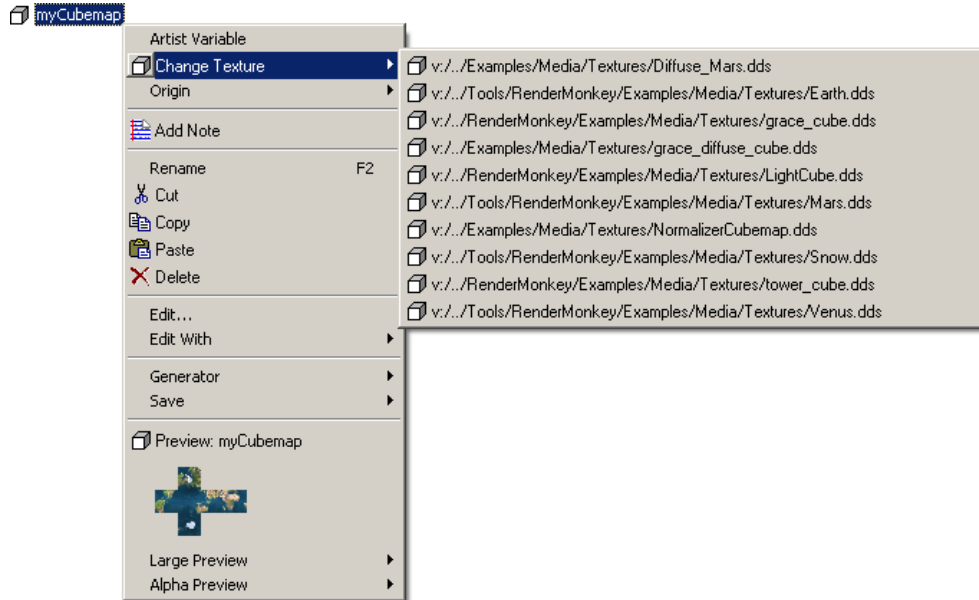 myCubemap
Artist Variable
Change Texture
Origin
Add Note
Rename F2
Cut
Copy
Paste
Delete
Edit...
Edit With
Generator
Save
Preview: myCubemap
Large Preview
Alpha Preview
v:/../Examples/Media/Textures/Diffuse_Mars.dds
v:/../Tools/RenderMonkey/Examples/Media/Textures/Earth.dds
v:/../RenderMonkey/Examples/Media/Textures/grace_cube.dds
v:/../Examples/Media/Textures/grace_diffuse_cube.dds
v:/../RenderMonkey/Examples/Media/Textures/LightCube.dds
v:/../Tools/RenderMonkey/Examples/Media/Textures/Mars.dds
v:/../Examples/Media/Textures/NormalizerCubemap.dds
v:/../Tools/RenderMonkey/Examples/Media/Textures/Snow.dds
v:/../RenderMonkey/Examples/Media/Textures/tower_cube.dds
v:/../Tools/RenderMonkey/Examples/Media/Textures/Venus.dds